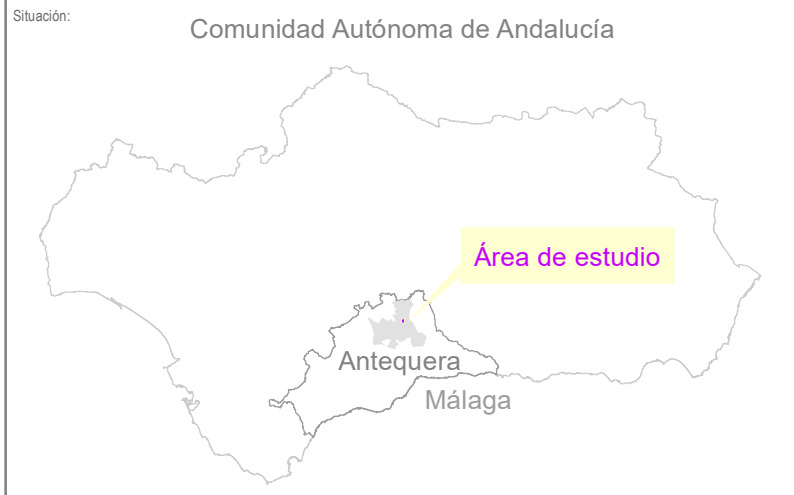 Situación:
Comunidad Autónoma de Andalucía
Área de estudio
Antequera
Málaga